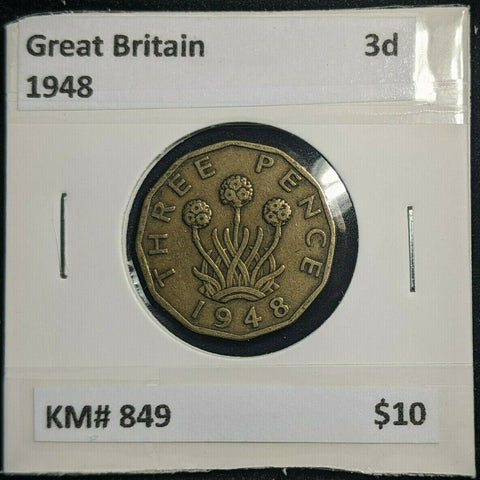 Great Britain 3d
1948
THREE PENCE
1948
KM# 849 $10